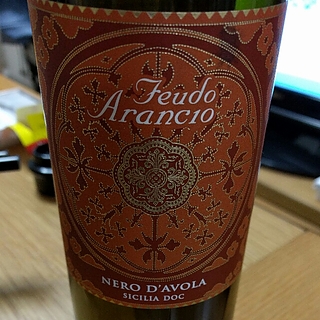 Feudo
Arancio
NERO D'AVOLA
SICILIA DOC